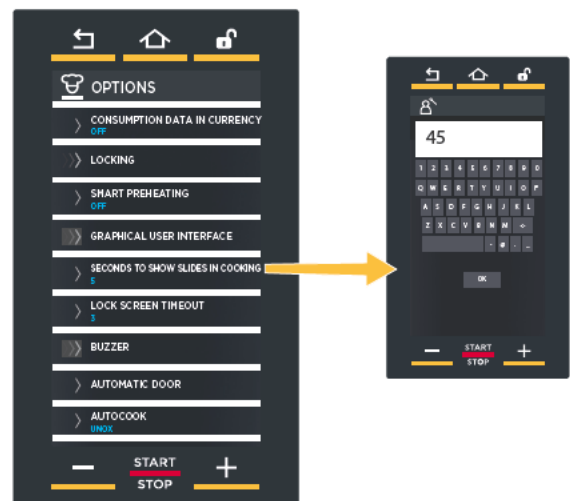 OPTIONS
CONSUMPTION DATA IN CURRENCY
OFF
LOCKING
SMART PREHEATING
OFF
GRAPHICAL USER INTERFACE
SECONDS TO SHOW SLIDES IN COOKING
5
LOCK SCREEN TIMEOUT
3
BUZZER
AUTOMATIC DOOR
AUTOCOOK
UNOX
START
STOP
45
1 2 3 4 5 6 7 8 9 0
Q W E R T Y U I O P
A S D F G H J K L
Z X C V B N M
- @ . _
OK
START
STOP